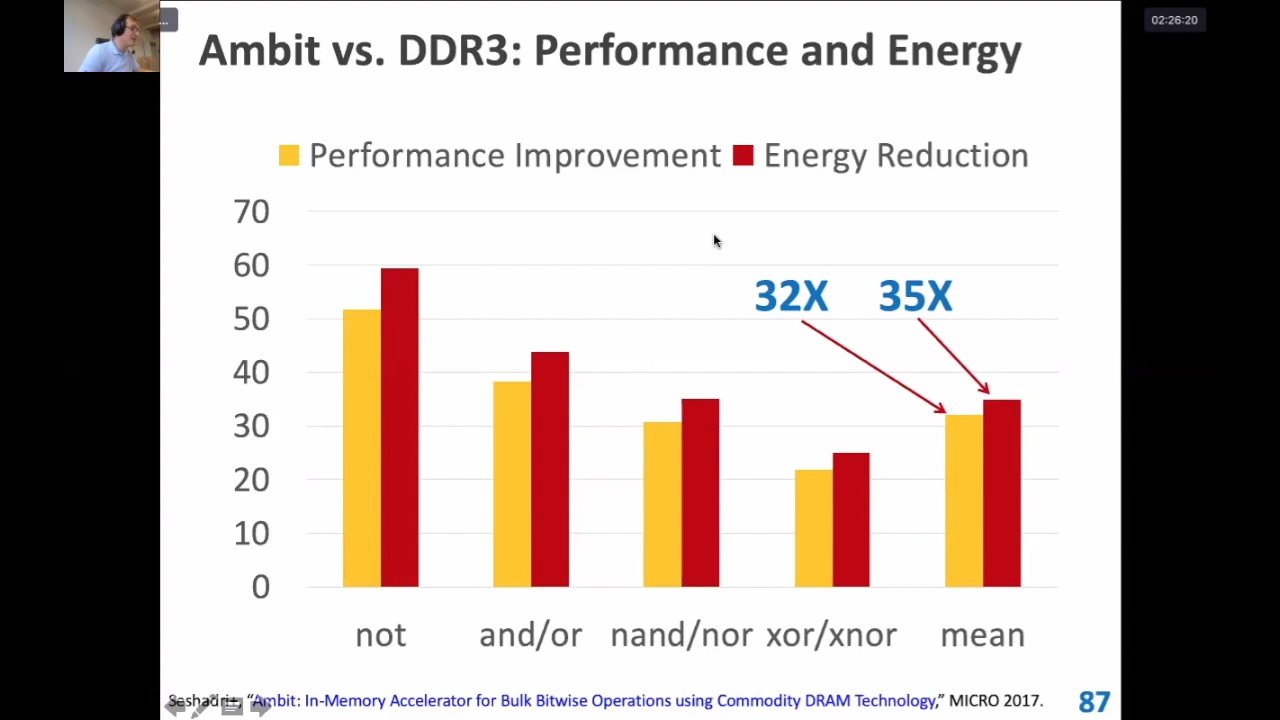 ...
02:26:20
Ambit vs. DDR3: Performance and Energy
Performance Improvement Energy Reduction
70
60
50
40
30
20
10
0
32X 35X
not and/or nand/nor xor/xnor mean
Seshadri+, “Ambit: In-Memory Accelerator for Bulk Bitwise Operations using Commodity DRAM Technology,” MICRO 2017.
87